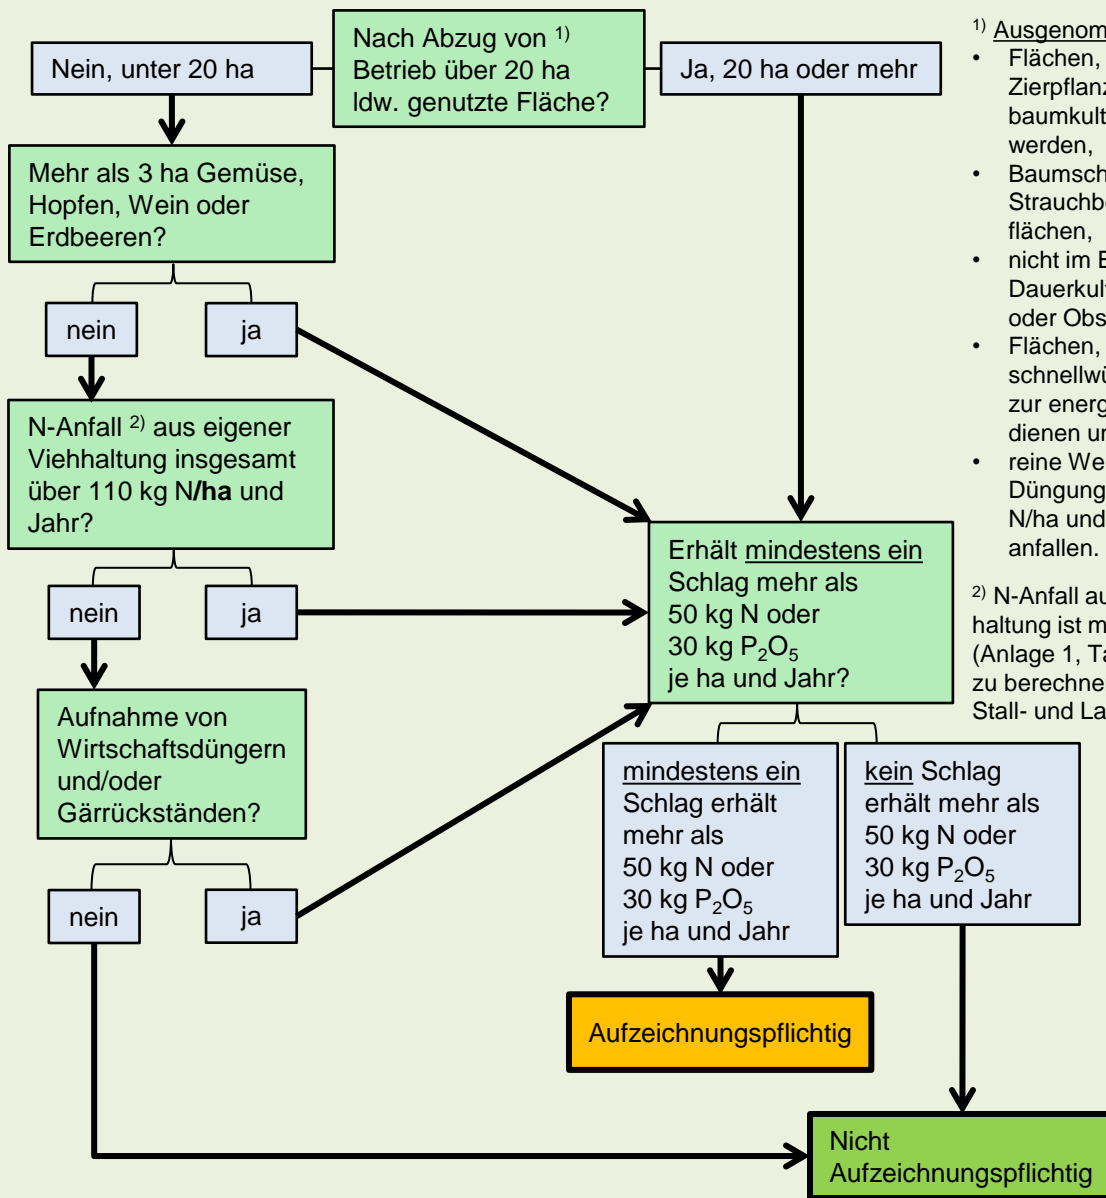 Nach Abzug von 1)
Betrieb über 20 ha
ldw. genutzte Fläche?
Nein, unter 20 ha
Ja, 20 ha oder mehr
Mehr als 3 ha Gemüse,
Hopfen, Wein oder
Erdbeeren?
nein
ja
N-Anfall 2) aus eigener
Viehhaltung insgesamt
über 110 kg N/ha und
Jahr?
nein
ja
Aufnahme von
Wirtschaftsdüngern
und/oder
Gärrückständen?
nein
ja
Erhält mindestens ein
Schlag mehr als
50 kg N oder
30 kg P2O5
je ha und Jahr?
mindestens ein
Schlag erhält
mehr als
50 kg N oder
30 kg P2O5
je ha und Jahr
kein Schlag
erhält mehr als
50 kg N oder
30 kg P2O5
je ha und Jahr
Aufzeichnungspflichtig
Nicht
Aufzeichnungspflichtig
1) Ausgenom
• Flächen,
Zierpflanz
baumkult
werden,
• Baumsch
Strauchb
flächen,
• nicht im E
Dauerkul
oder Obs
• Flächen,
schnellwü
zur energ
dienen un
• reine We
Düngung
N/ha und
anfallen.
2) N-Anfall au
haltung ist m
(Anlage 1, Ta
zu berechne
Stall- und La